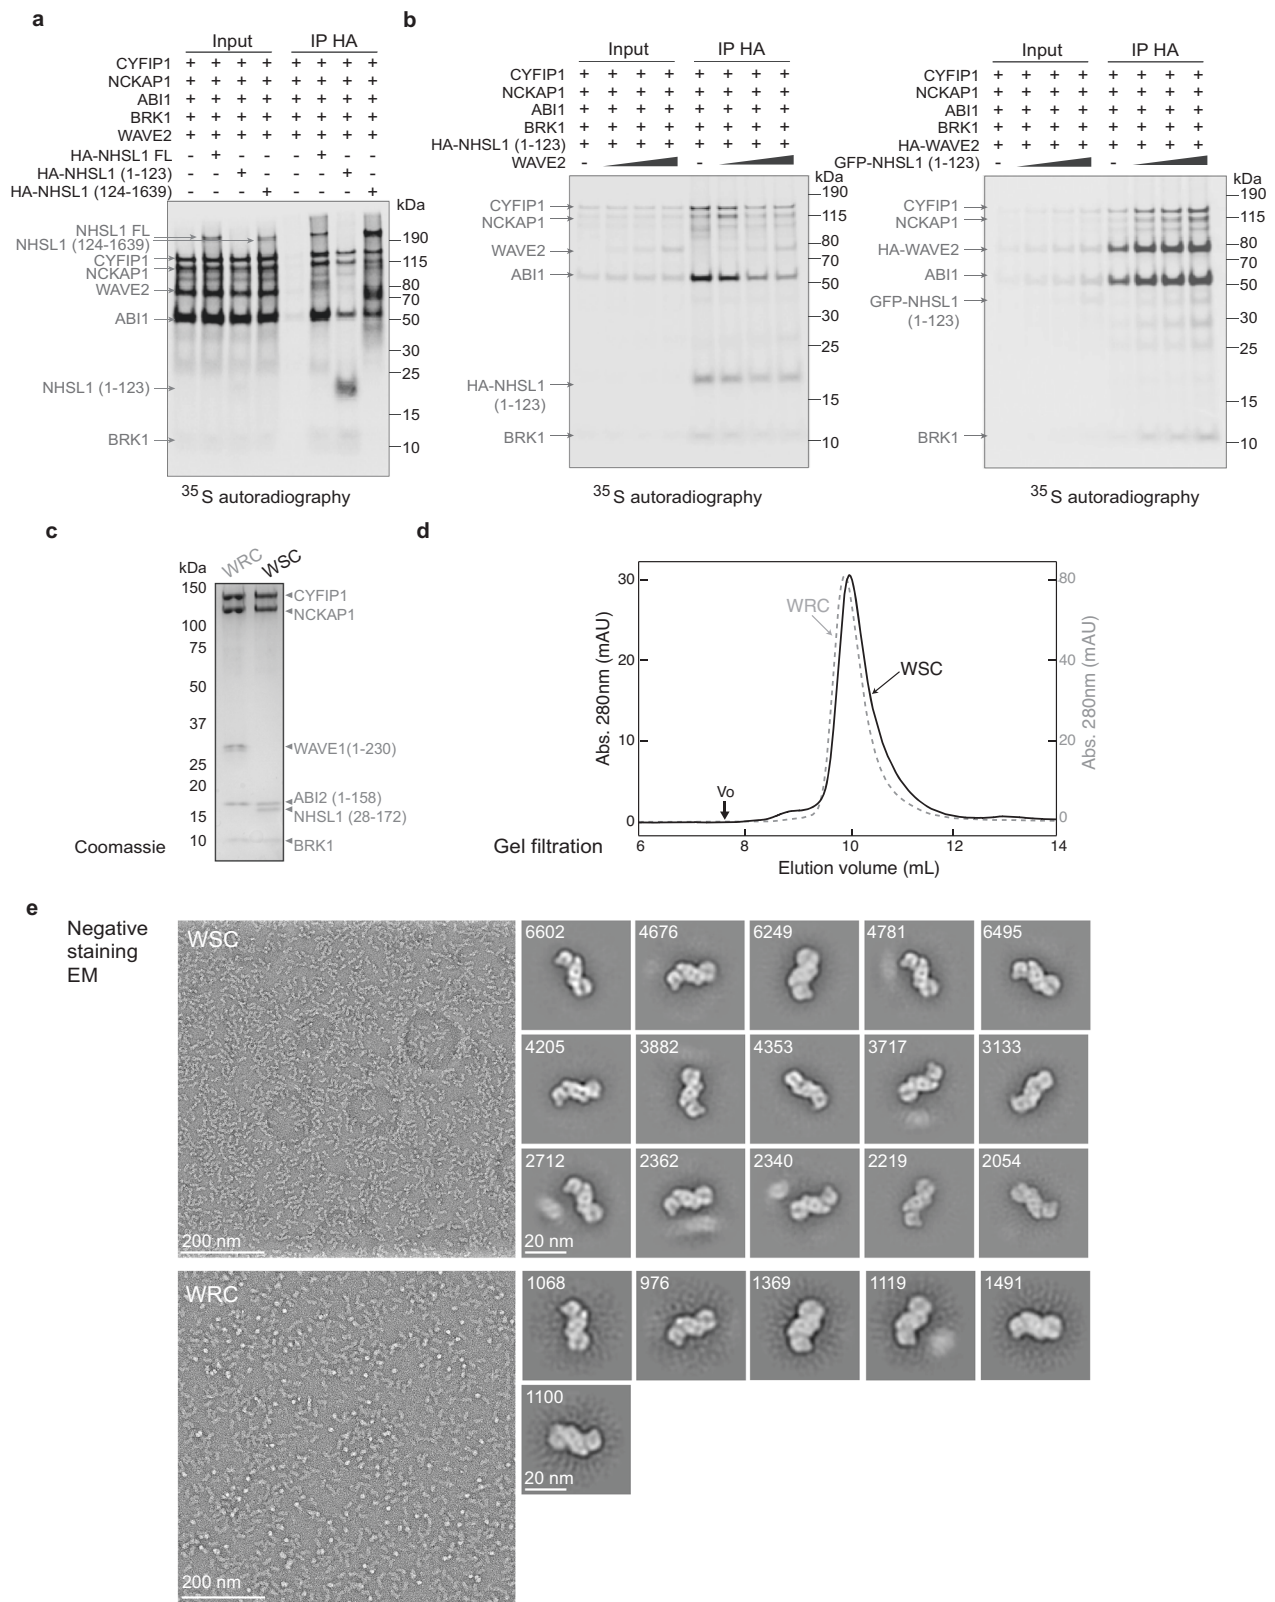 a
Input IP HA
CYFIP1 + + + + + + + +
NCKAP1 + + + + + + + +
ABI1 + + + + + + + +
BRK1 + + + + + + + +
WAVE2 + + + + + + + +
HA-NHSL1 FL - + - - - + - -
HA-NHSL1 (1-123) - - + - - - + -
HA-NHSL1 (124-1639) - - - + - - - +
kDa
NHSL1 FL
NHSL1 (124-1639)
CYFIP1
NCKAP1
WAVE2
ABI1
NHSL1 (1-123)
BRK1
190
115
80
70
50
30
25
15
10
35S autoradiography
b
Input IP HA
CYFIP1 + + + + + + + +
NCKAP1 + + + + + + + +
ABI1 + + + + + + + +
BRK1 + + + + + + + +
HA-NHSL1 (1-123) + + + + + + + +
WAVE2 - -
kDa
CYFIP1
NCKAP1
WAVE2
ABI1
HA-NHSL1
(1-123)
BRK1
190
115
80
70
50
30
25
15
10
35S autoradiography
Input IP HA
CYFIP1 + + + + + + + +
NCKAP1 + + + + + + + +
ABI1 + + + + + + + +
BRK1 + + + + + + + +
HA-WAVE2 + + + + + + + +
GFP-NHSL1 (1-123) - -
kDa
CYFIP1
NCKAP1
HA-WAVE2
ABI1
GFP-NHSL1
(1-123)
BRK1
190
115
80
70
50
30
25
15
10
35S autoradiography
c
kDa WRC WSC
150
100
75
50
37
25
20
15
10
CYFIP1
NCKAP1
WAVE1(1-230)
ABI2 (1-158)
NHSL1 (28-172)
BRK1
Coomassie
d
Abs. 280nm (mAU)
30
20
10
0
WRC
WSC
Vo
80
40
20
0
Abs. 280nm (mAU)
6 8 10 12 14
Elution volume (mL)
Gel filtration
e
Negative
staining
EM
WSC
200 nm
6602 4676 6249 4781 6495
4205 3882 4353 3717 3133
2712 2362 2340 2219 2054
20 nm
WRC
200 nm
1068 976 1369 1119 1491
1100
20 nm